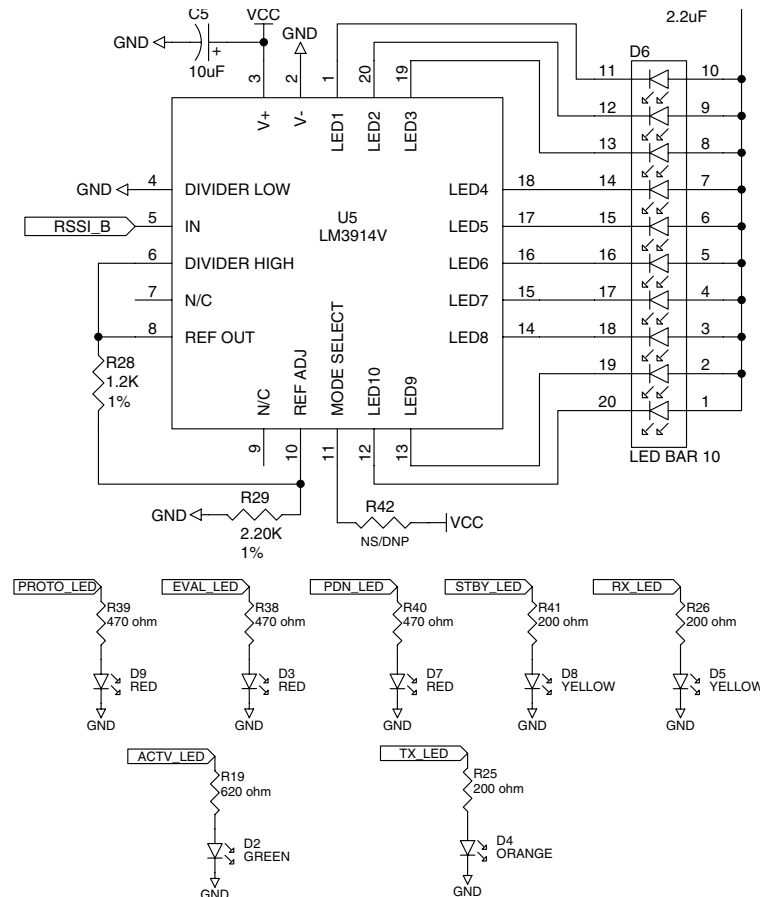 C5
VCC
2.2uF
GND
GND
+
10uF
D6
3
2
1
20
19
11
10
V+
V-
LED1
LED2
LED3
12
9
13
8
GND
4
DIVIDER LOW
LED4
18
14
7
RSSI_B
5
IN
U5
LM3914V
LED5
17
15
6
6
DIVIDER HIGH
LED6
16
16
5
7
N/C
LED7
15
17
4
8
REF OUT
LED8
14
18
3
R28
1.2K
1%
19
2
N/C
REF ADJ
MODE SELECT
LED10
LED9
20
1
9
10
11
12
13
LED BAR 10
GND
R29
2.20K
1%
R42
NS/DNP
VCC
PROTO_LED
EVAL_LED
PDN_LED
STBY_LED
RX_LED
R39
470 ohm
R38
470 ohm
R40
470 ohm
R41
200 ohm
R26
200 ohm
D9
RED
D3
RED
D7
RED
D8
YELLOW
D5
YELLOW
GND
GND
GND
GND
GND
ACTV_LED
TX_LED
R19
620 ohm
R25
200 ohm
D2
GREEN
D4
ORANGE
GND
GND